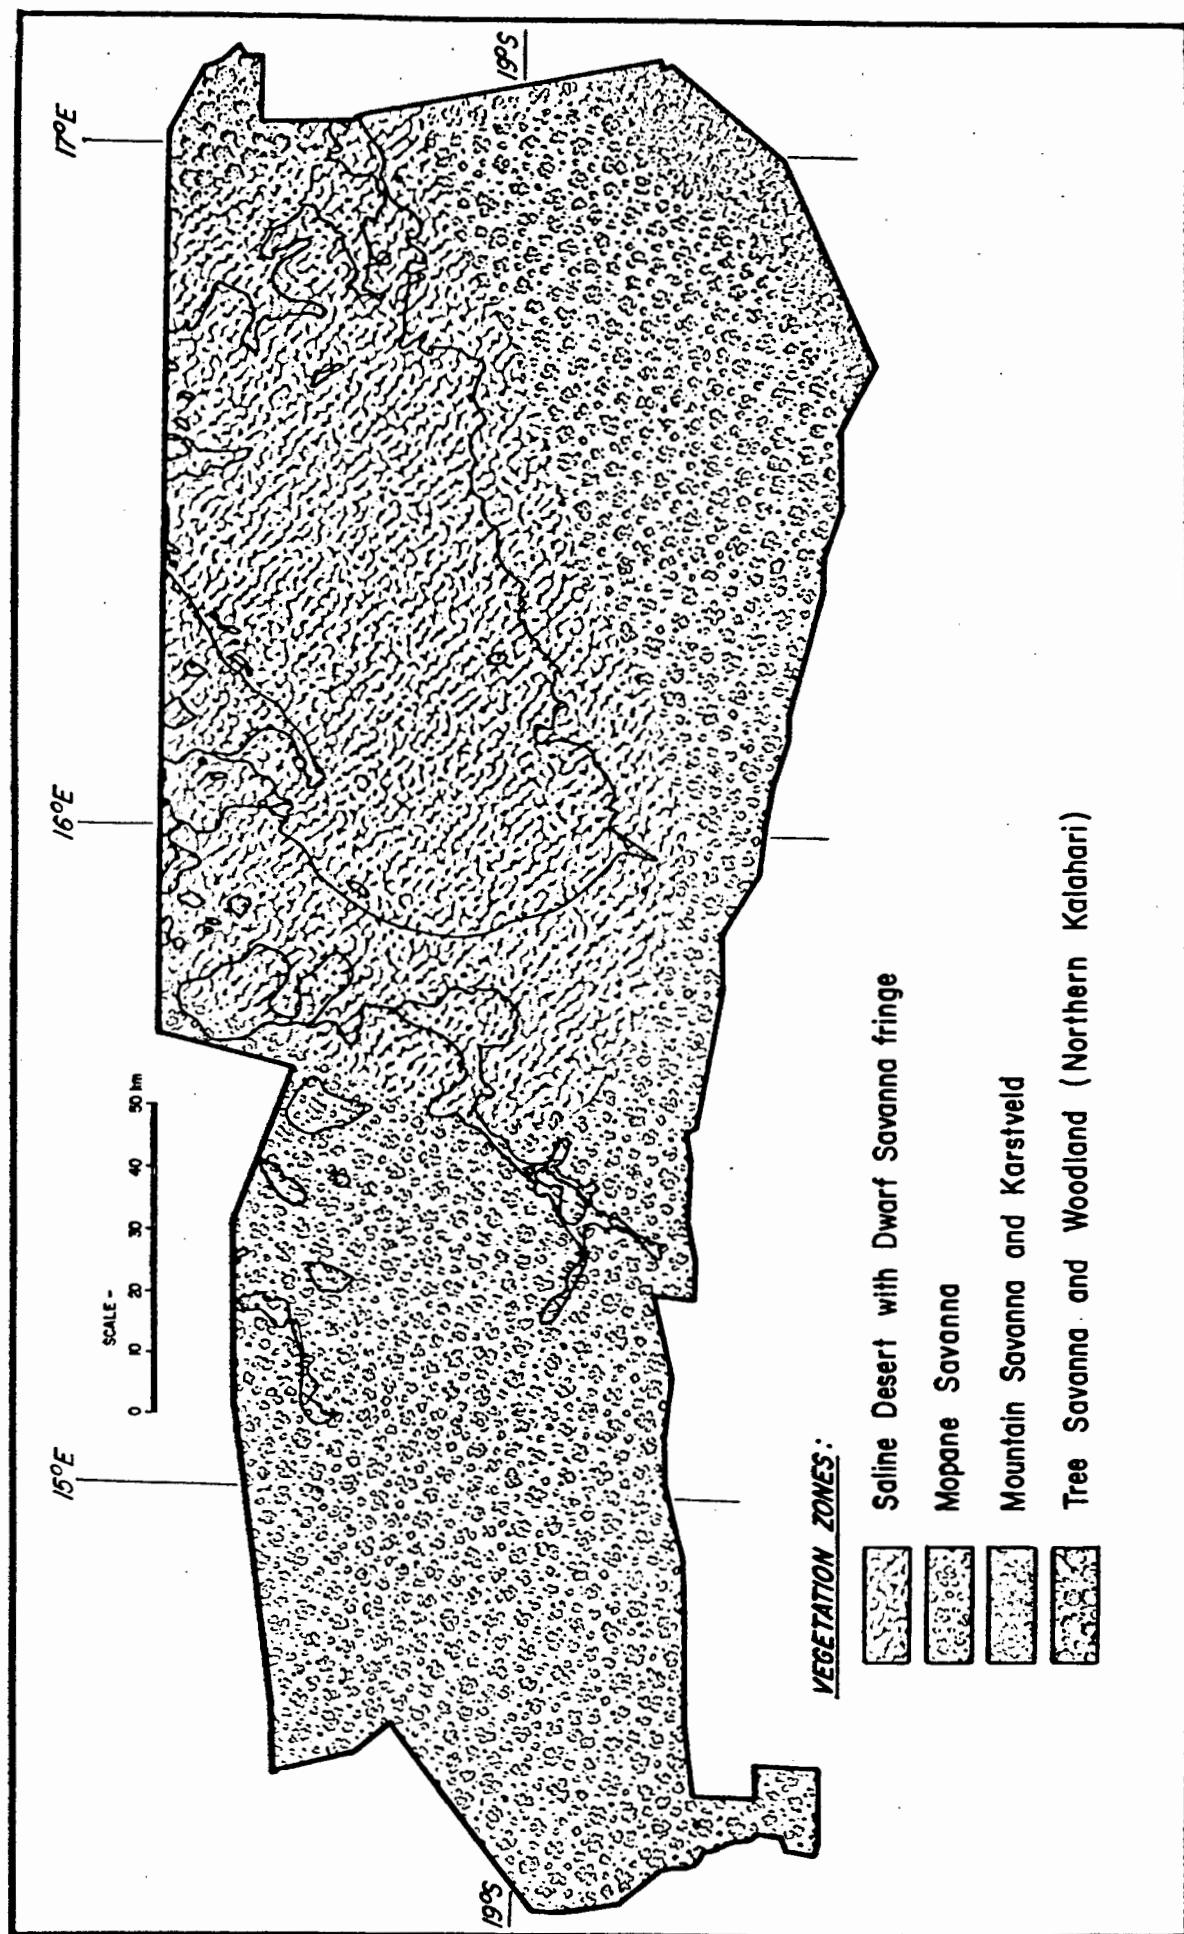 15°E
16°E
17°E
SCALE -
0 10 20 30 40 50 km
19°S
19°S
VEGETATION ZONES:
Saline Desert with Dwarf Savanna fringe
Mopane Savanna
Mountain Savanna and Karstveld
Tree Savanna and Woodland (Northern Kalahari)